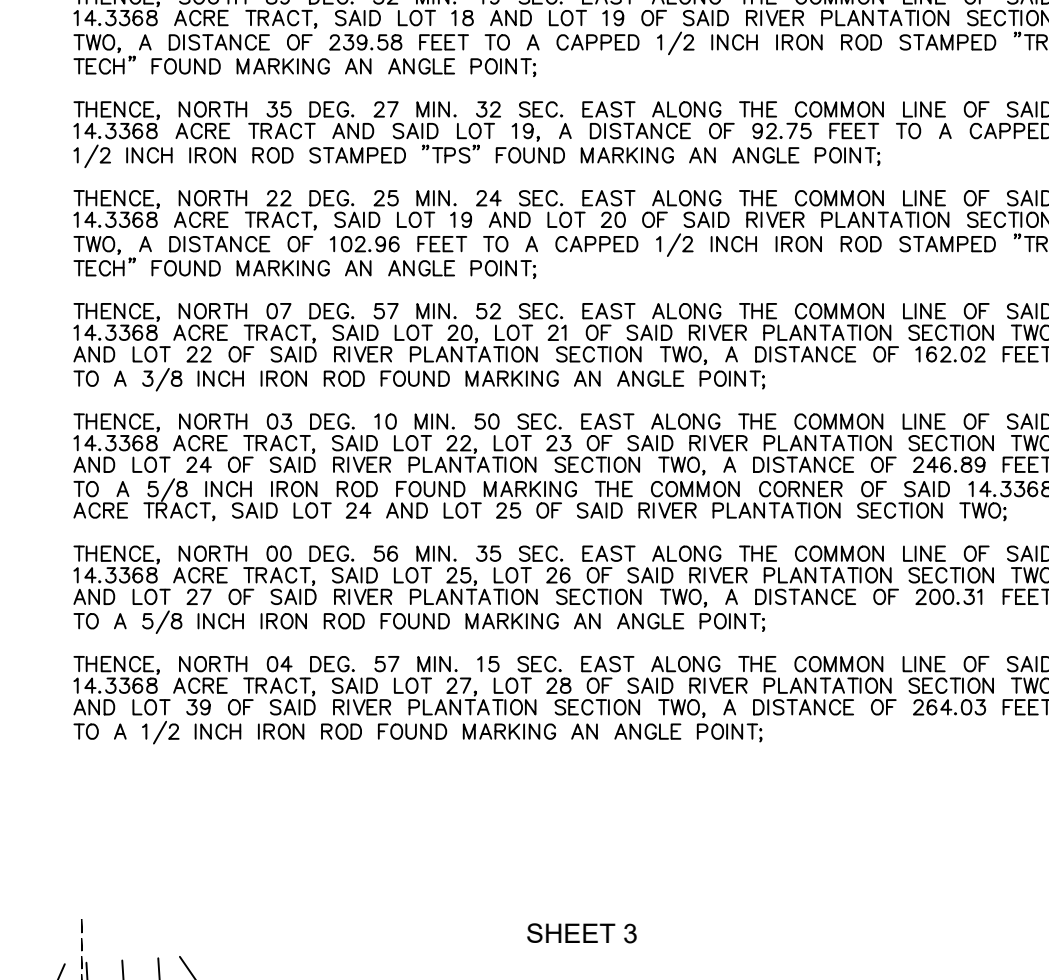 14.3368 ACRE TRACT, SAID LOT 18 AND LOT 19 OF SAID RIVER PLANTATION SECTION
TWO, A DISTANCE OF 239.58 FEET TO A CAPPED 1/2 INCH IRON ROD STAMPED "TR
TECH" FOUND MARKING AN ANGLE POINT;
THENCE, NORTH 35 DEG. 27 MIN. 32 SEC. EAST ALONG THE COMMON LINE OF SAID
14.3368 ACRE TRACT AND SAID LOT 19, A DISTANCE OF 92.75 FEET TO A CAPPED
1/2 INCH IRON ROD STAMPED "TPS" FOUND MARKING AN ANGLE POINT;
THENCE, NORTH 22 DEG. 25 MIN. 24 SEC. EAST ALONG THE COMMON LINE OF SAID
14.3368 ACRE TRACT, SAID LOT 19 AND LOT 20 OF SAID RIVER PLANTATION SECTION
TWO, A DISTANCE OF 102.96 FEET TO A CAPPED 1/2 INCH IRON ROD STAMPED "TR
TECH" FOUND MARKING AN ANGLE POINT;
THENCE, NORTH 07 DEG. 57 MIN. 52 SEC. EAST ALONG THE COMMON LINE OF SAID
14.3368 ACRE TRACT, SAID LOT 20, LOT 21 OF SAID RIVER PLANTATION SECTION TWO
AND LOT 22 OF SAID RIVER PLANTATION SECTION TWO, A DISTANCE OF 162.02 FEET
TO A 3/8 INCH IRON ROD FOUND MARKING AN ANGLE POINT;
THENCE, NORTH 03 DEG. 10 MIN. 50 SEC. EAST ALONG THE COMMON LINE OF SAID
14.3368 ACRE TRACT, SAID LOT 22, LOT 23 OF SAID RIVER PLANTATION SECTION TWO
AND LOT 24 OF SAID RIVER PLANTATION SECTION TWO, A DISTANCE OF 246.89 FEET
TO A 5/8 INCH IRON ROD FOUND MARKING THE COMMON CORNER OF SAID 14.3368
ACRE TRACT, SAID LOT 24 AND LOT 25 OF SAID RIVER PLANTATION SECTION TWO;
THENCE, NORTH 00 DEG. 56 MIN. 35 SEC. EAST ALONG THE COMMON LINE OF SAID
14.3368 ACRE TRACT, SAID LOT 25, LOT 26 OF SAID RIVER PLANTATION SECTION TWO
AND LOT 27 OF SAID RIVER PLANTATION SECTION TWO, A DISTANCE OF 200.31 FEET
TO A 5/8 INCH IRON ROD FOUND MARKING AN ANGLE POINT;
THENCE, NORTH 04 DEG. 57 MIN. 15 SEC. EAST ALONG THE COMMON LINE OF SAID
14.3368 ACRE TRACT, SAID LOT 27, LOT 28 OF SAID RIVER PLANTATION SECTION TWO
AND LOT 39 OF SAID RIVER PLANTATION SECTION TWO, A DISTANCE OF 264.03 FEET
TO A 1/2 INCH IRON ROD FOUND MARKING AN ANGLE POINT;
SHEET 3